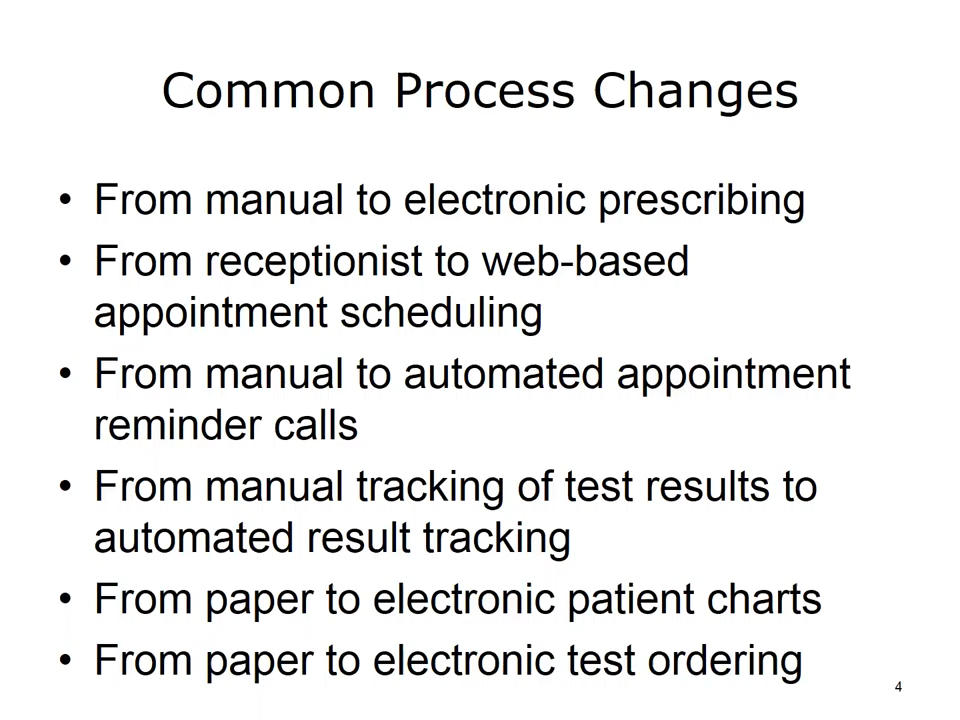 Common Process Changes
• From manual to electronic prescribing
• From receptionist to web-based
appointment scheduling
• From manual to automated appointment
reminder calls
• From manual tracking of test results to
automated result tracking
• From paper to electronic patient charts
• From paper to electronic test ordering
4